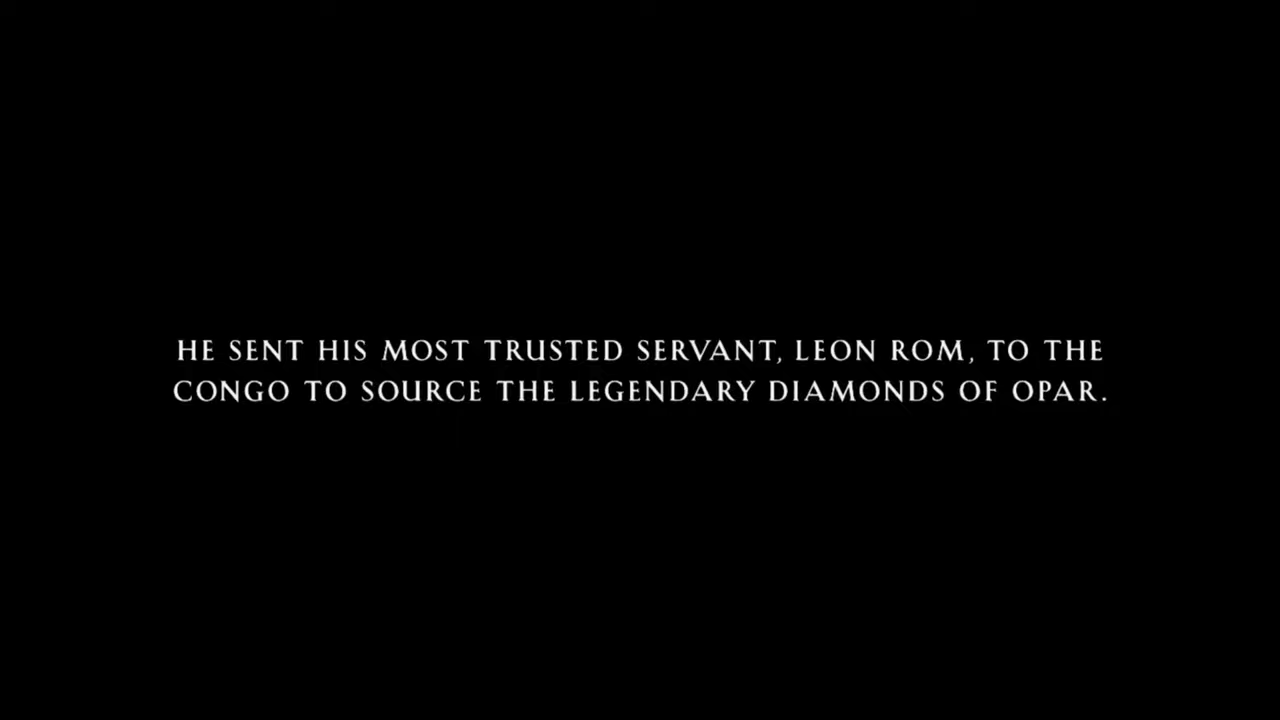 HE SENT HIS MOST TRUSTED SERVANT, LEON ROM, TO THE
CONGO TO SOURCE THE LEGENDARY DIAMONDS OF OPAR.